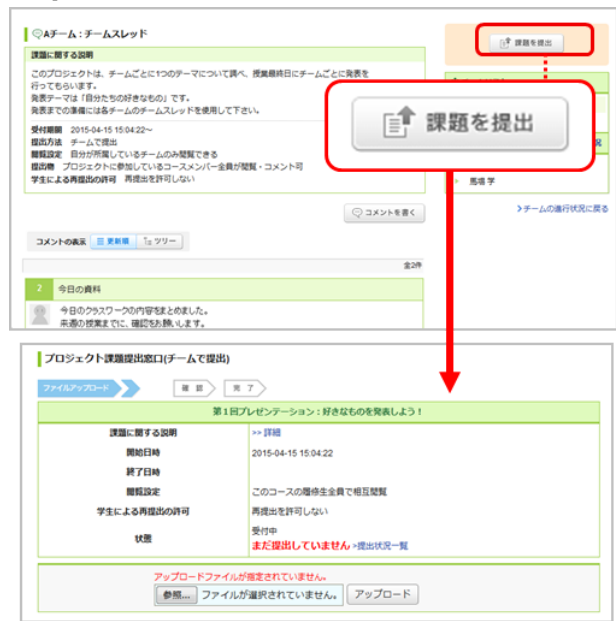 Aチーム：チームスレッド
課題を提出
課題に関する説明
このプロジェクトは、チームごとに1つのテーマについて調べ、授業最終日にチームごとに発表を
行ってもらいます。
発表テーマは「自分たちの好きなもの」です。
発表までの準備には各チームのチームスレッドを使用して下さい。
受付期間 2015-04-15 15:04:22～
提出方法 チームで提出
閲覧設定 自分が所属しているチームのみ閲覧できる
提出物 プロジェクトに参加しているコースメンバー全員が閲覧・コメント可
学生による再提出の許可 再提出を許可しない
課題を提出
馬場 学
コメントを書く
チームの進行状況に戻る
コメントの表示 更新順 ツリー
全2件
2 今日の資料
今日のクラスワークの内容をまとめました。
来週の授業までに、確認をお願いします。
プロジェクト課題提出窓口(チームで提出)
ファイルアップロード 確認 完了
第1回プレゼンテーション：好きなものを発表しよう！
課題に関する説明 >> 詳細
開始日時 2015-04-15 15:04:22
終了日時
閲覧設定 このコースの履修生全員で相互閲覧
学生による再提出の許可 再提出を許可しない
状態 受付中
まだ提出していません >提出状況一覧
アップロードファイルが指定されていません。
参照... ファイルが選択されていません。 アップロード